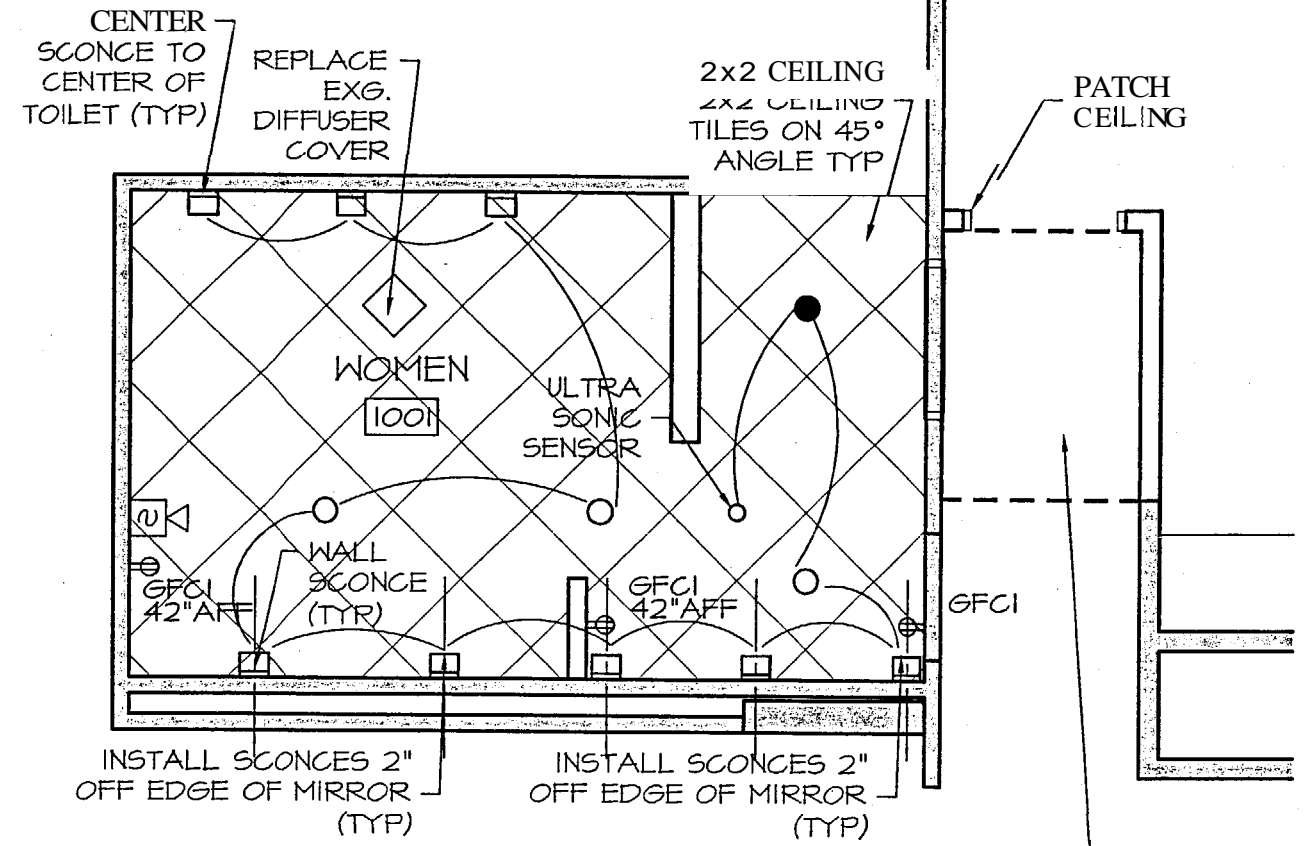 CENTER
SCONCE TO
CENTER OF
TOILET (TYP)
REPLACE
EXG.
DIFFUSER
COVER
2x2 CEILING
2x2 CEILING
TILES ON 45°
ANGLE TYP
PATCH
CEILING
WOMEN
1001
ULTRA
SONIC
SENSOR
WALL
SCONCE
(TYP)
GFCI
42"AFF
GFCI
42"AFF
GFCI
INSTALL SCONCES 2"
OFF EDGE OF MIRROR
(TYP)
INSTALL SCONCES 2"
OFF EDGE OF MIRROR
(TYP)